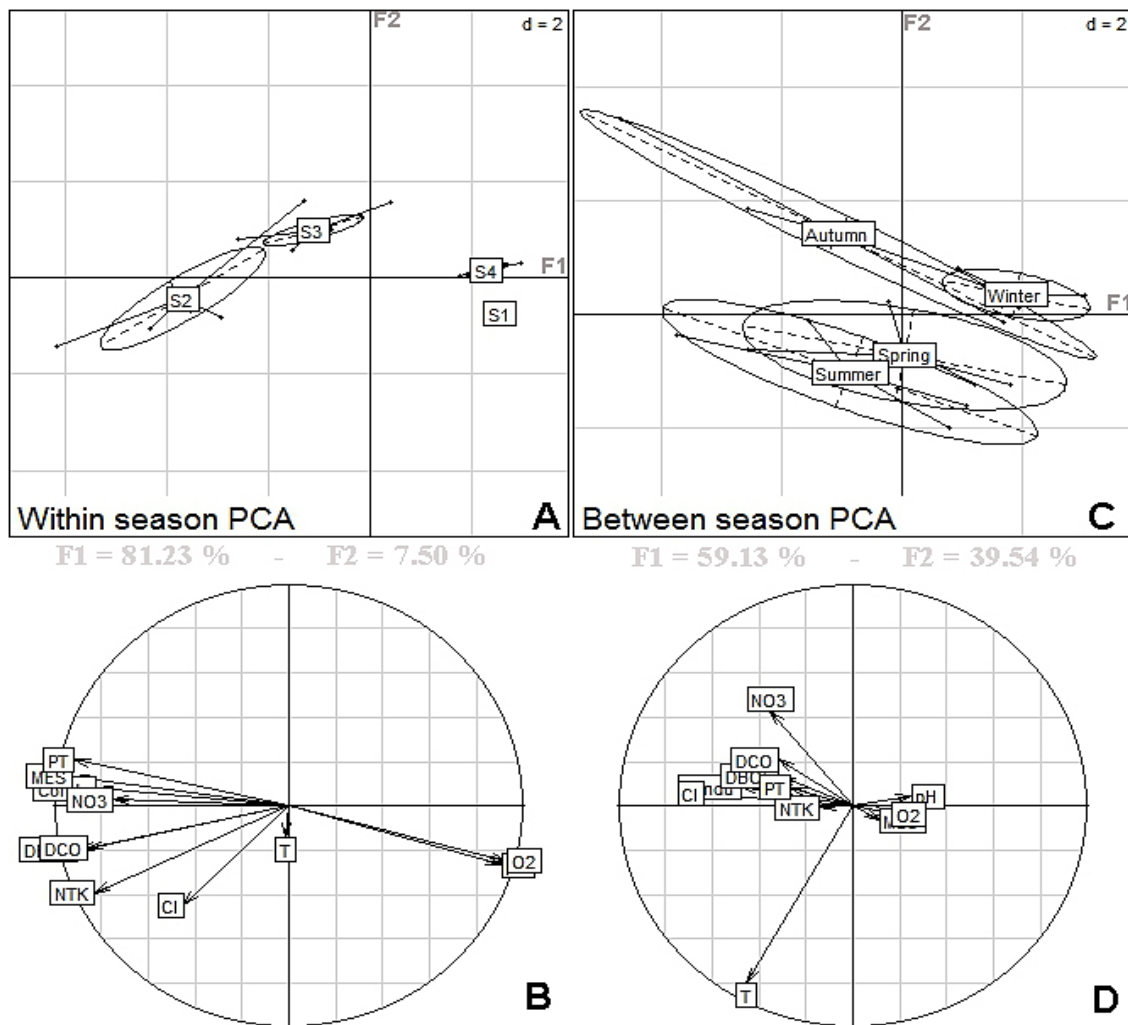 F2
d = 2
F1
S3
S2
S4
S1
Within season PCA
A
F2
d = 2
F1
Autumn
Winter
Spring
Summer
Between season PCA
C
F1 = 81.23 % - F2 = 7.50 %
F1 = 59.13 % - F2 = 39.54 %
PT
MES
NO3
DCO
NTK
Cl
T
O2
B
NO3
DCO
PT
Cl
NTK
pH
O2
T
D